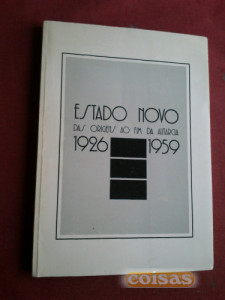 ESTADO NOVO
DAS ORIGENS AO FIM DA AUTARCIA
1926 1959
coisas